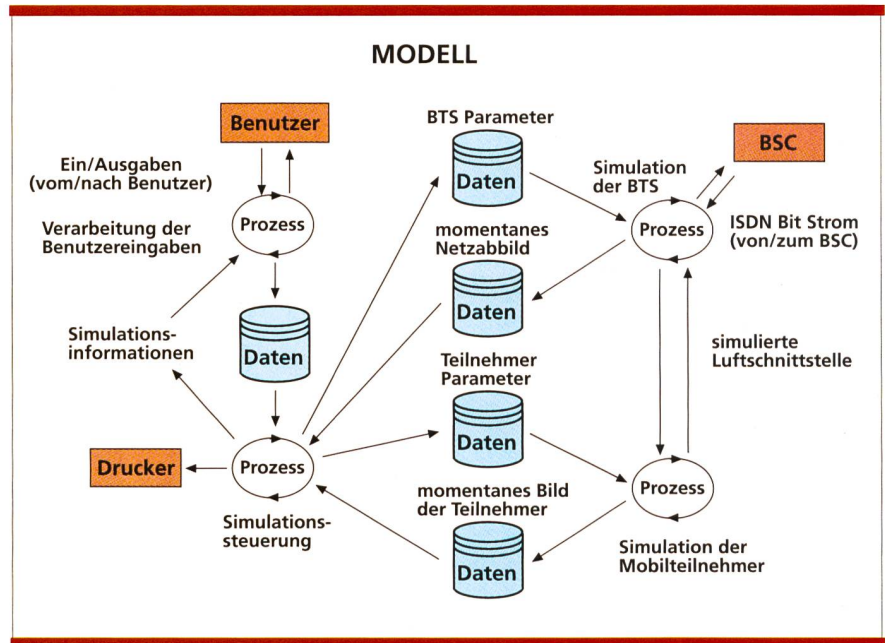 MODELL
Benutzer
Ein/Ausgaben
(vom/nach Benutzer)
Prozess
Verarbeitung der
Benutzereingaben
Daten
Simulations-
informationen
Prozess
Drucker
Simulations-
steuerung
BTS Parameter
Daten
momentanes
Netzabbild
Daten
Teilnehmer
Parameter
Daten
momentanes Bild
der Teilnehmer
Daten
Simulation
der BTS
BSC
Prozess
ISDN Bit Strom
(von/zum BSC)
simulierte
Luftschnittstelle
Prozess
Simulation der
Mobilteilnehmer